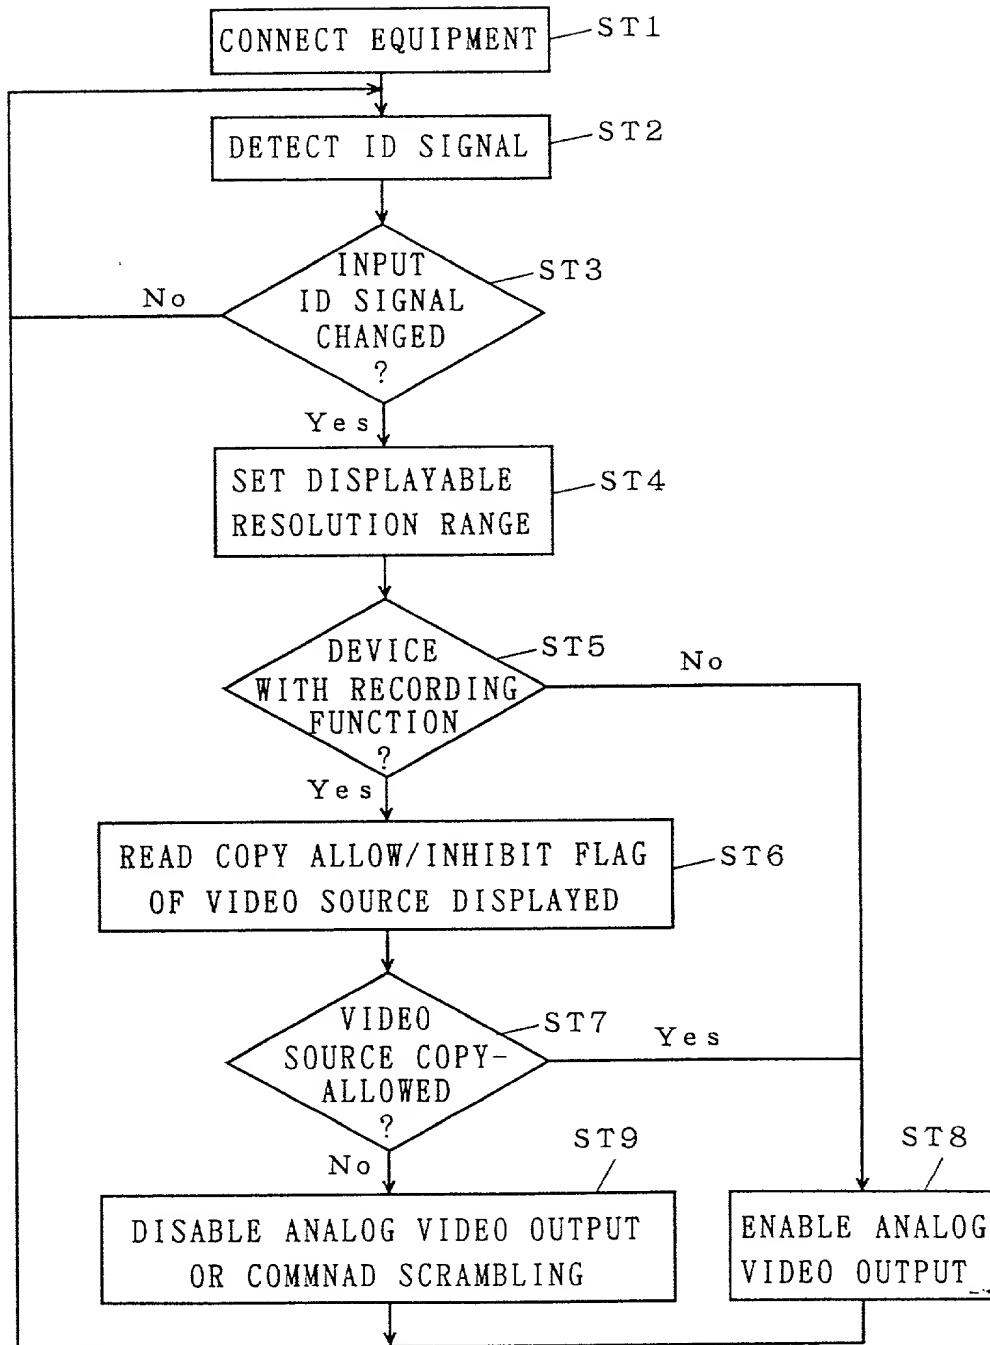 CONNECT EQUIPMENT
ST1
DETECT ID SIGNAL
ST2
INPUT
ID SIGNAL
CHANGED
?
ST3
No
Yes
SET DISPLAYABLE
RESOLUTION RANGE
ST4
DEVICE
WITH RECORDING
FUNCTION
?
ST5
No
Yes
READ COPY ALLOW/INHIBIT FLAG
OF VIDEO SOURCE DISPLAYED
ST6
VIDEO
SOURCE COPY-
ALLOWED
?
ST7
Yes
No
ST9
DISABLE ANALOG VIDEO OUTPUT
OR COMMNAD SCRAMBLING
ST8
ENABLE ANALOG
VIDEO OUTPUT